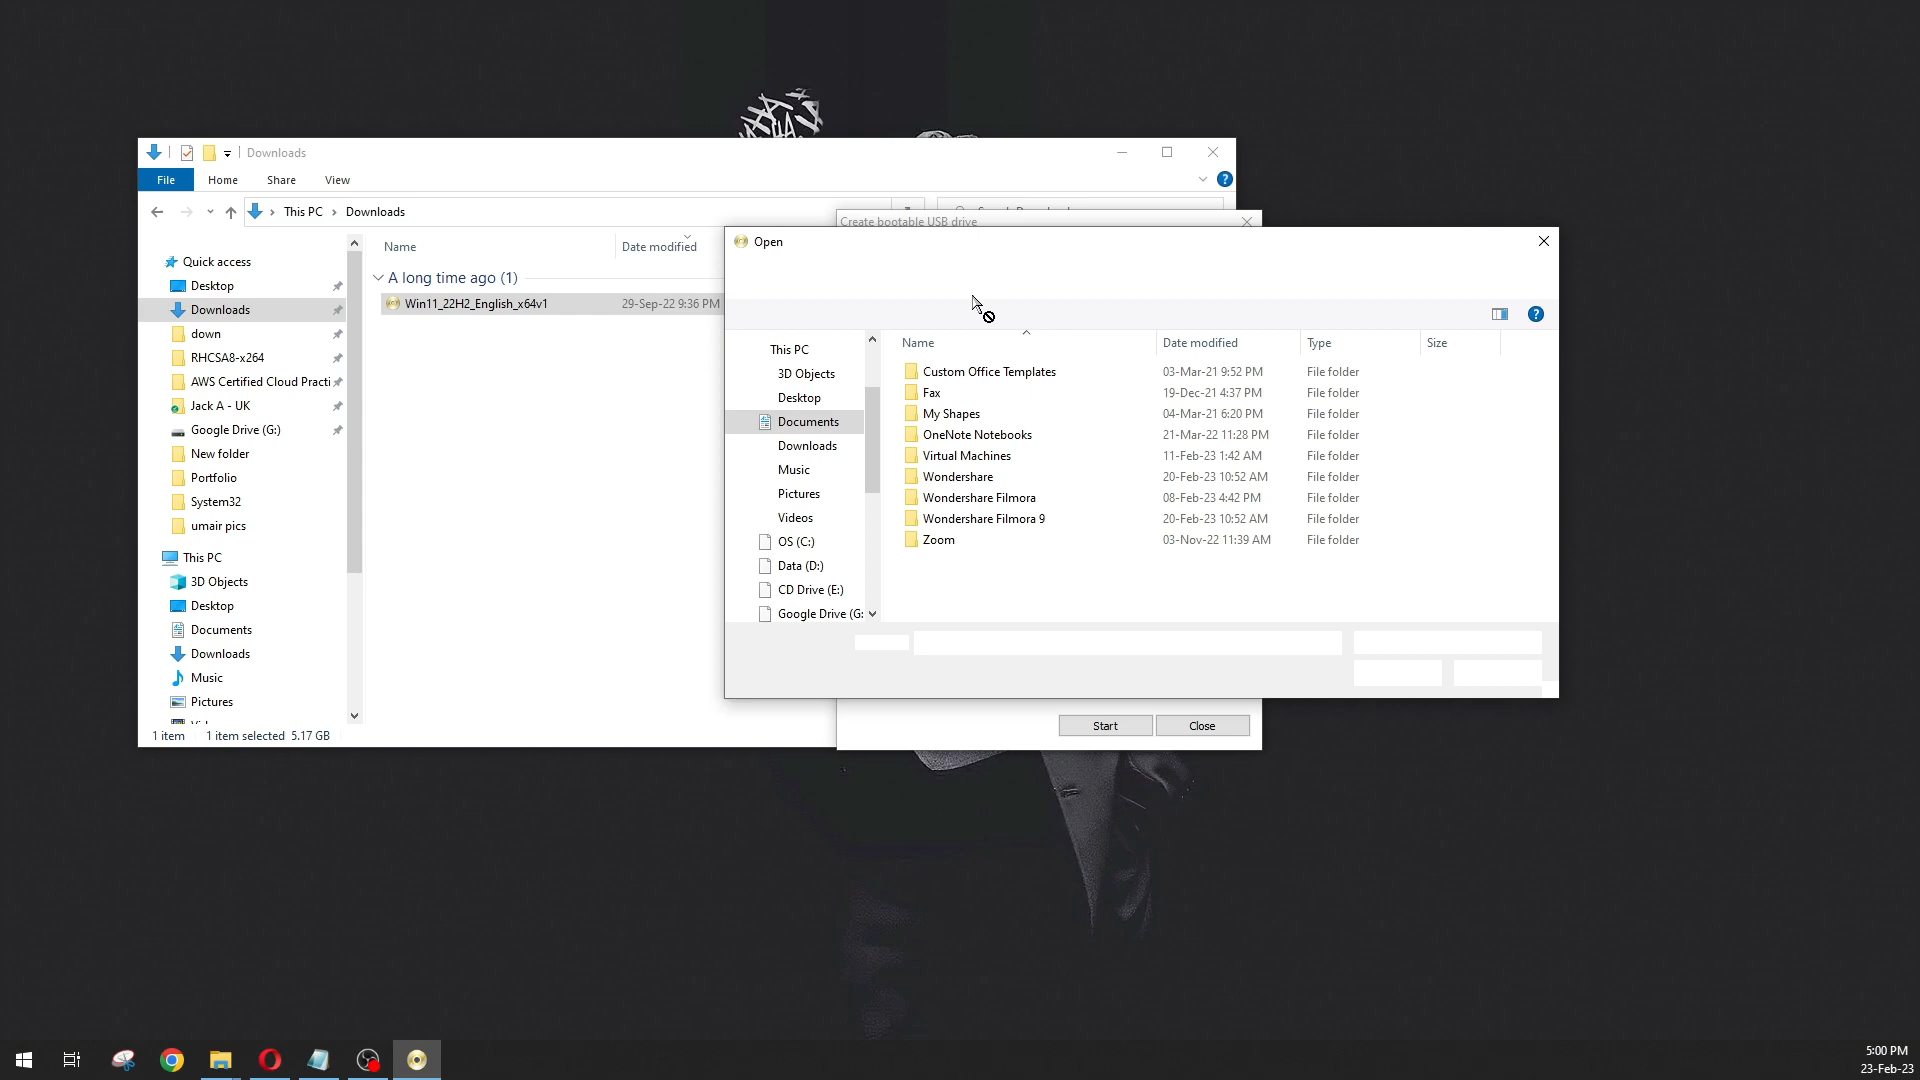 Downloads
File
Home
Share
View
This PC
Downloads
Name
Date modified
Quick access
Desktop
Downloads
down
RHCSA8-x264
AWS Certified Cloud Practi
Jack A - UK
Google Drive (G:)
New folder
Portfolio
System32
umair pics
This PC
3D Objects
Desktop
Documents
Downloads
Music
Pictures
A long time ago (1)
Win11_22H2_English_x64v1 29-Sep-22 9:36 PM
1 item 1 item selected 5.17 GB
Create bootable USB drive
Open
This PC
3D Objects
Desktop
Documents
Downloads
Music
Pictures
Videos
OS (C:)
Data (D:)
CD Drive (E:)
Google Drive (G:
Name Date modified Type Size
Custom Office Templates 03-Mar-21 9:52 PM File folder
Fax 19-Dec-21 4:37 PM File folder
My Shapes 04-Mar-21 6:20 PM File folder
OneNote Notebooks 21-Mar-22 11:28 PM File folder
Virtual Machines 11-Feb-23 1:42 AM File folder
Wondershare 20-Feb-23 10:52 AM File folder
Wondershare Filmora 08-Feb-23 4:42 PM File folder
Wondershare Filmora 9 20-Feb-23 10:52 AM File folder
Zoom 03-Nov-22 11:39 AM File folder
Start
Close
5:00 PM
23-Feb-23